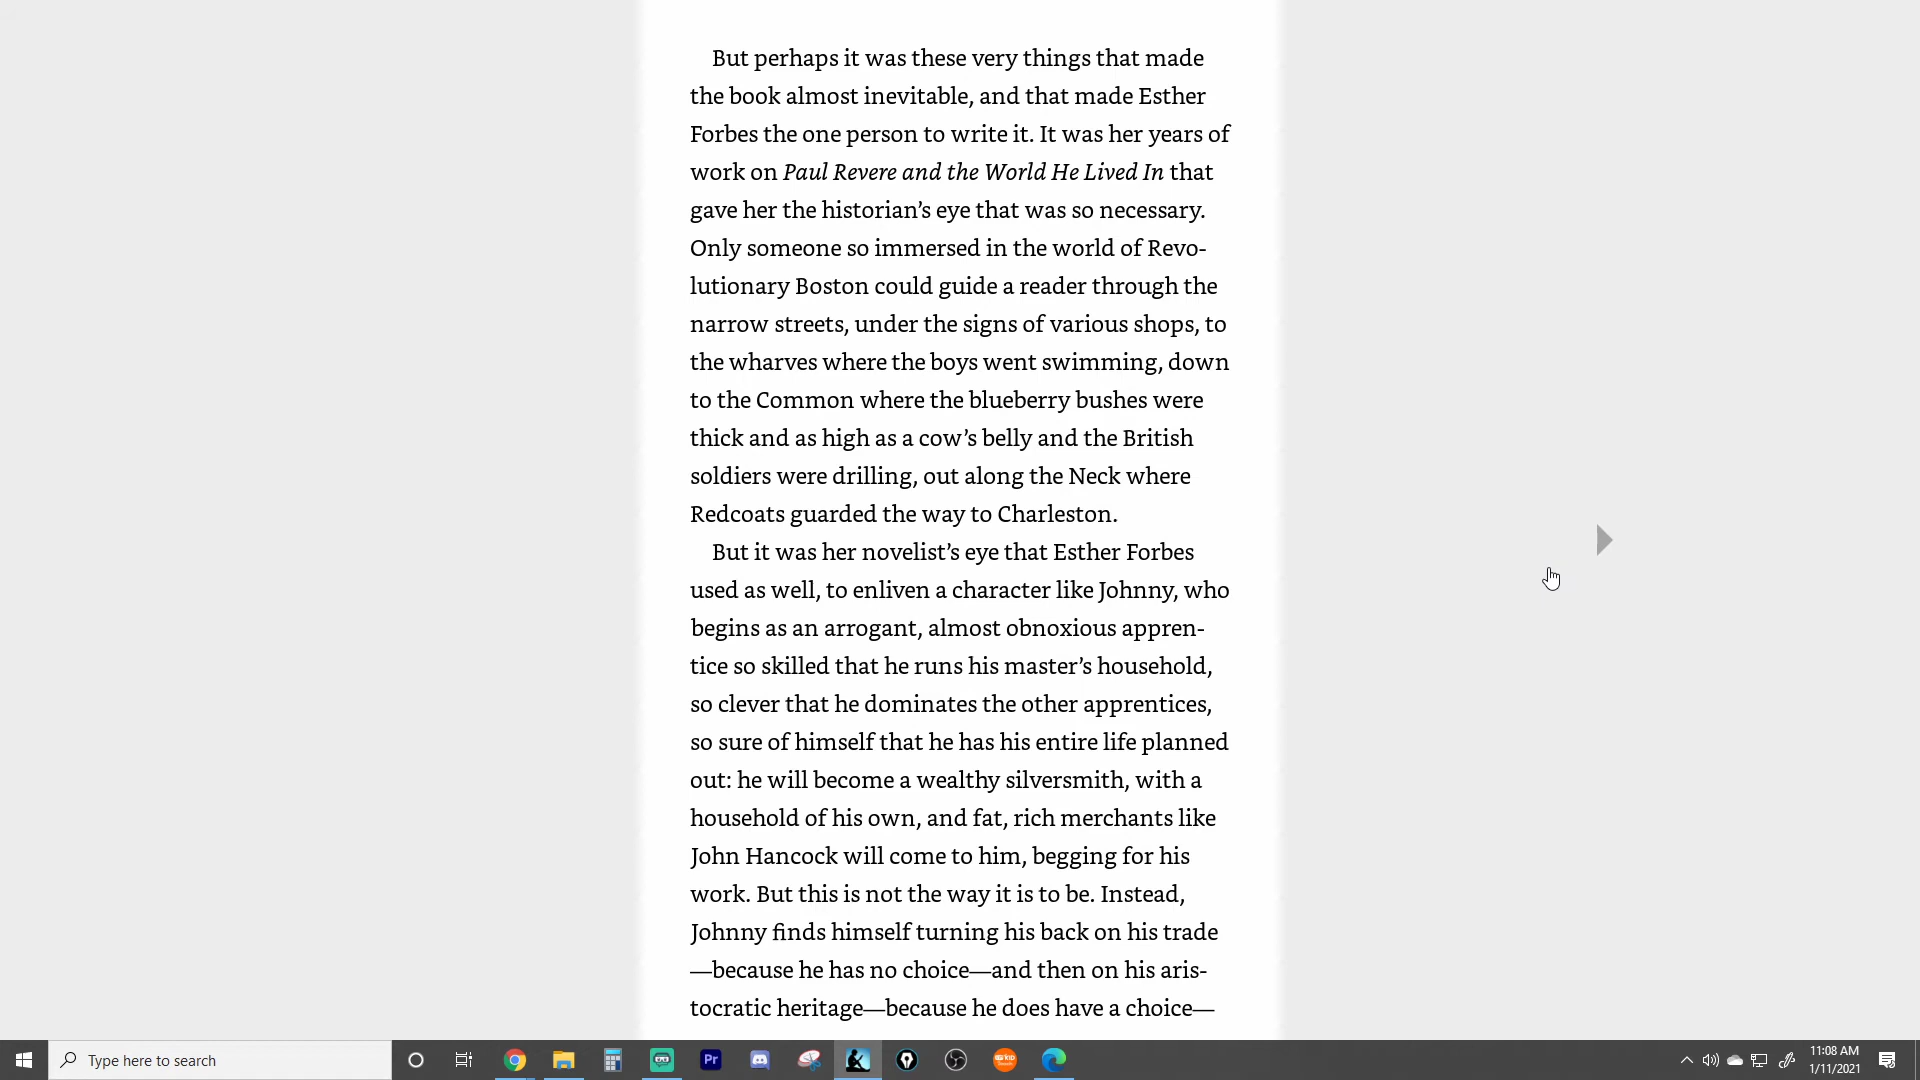 But perhaps it was these very things that made
the book almost inevitable, and that made Esther
Forbes the one person to write it. It was her years of
work on Paul Revere and the World He Lived In that
gave her the historian’s eye that was so necessary.
Only someone so immersed in the world of Revo-
lutionary Boston could guide a reader through the
narrow streets, under the signs of various shops, to
the wharves where the boys went swimming, down
to the Common where the blueberry bushes were
thick and as high as a cow’s belly and the British
soldiers were drilling, out along the Neck where
Redcoats guarded the way to Charleston.
But it was her novelist’s eye that Esther Forbes
used as well, to enliven a character like Johnny, who
begins as an arrogant, almost obnoxious appren-
tice so skilled that he runs his master’s household,
so clever that he dominates the other apprentices,
so sure of himself that he has his entire life planned
out: he will become a wealthy silversmith, with a
household of his own, and fat, rich merchants like
John Hancock will come to him, begging for his
work. But this is not the way it is to be. Instead,
Johnny finds himself turning his back on his trade
—because he has no choice—and then on his aris-
tocratic heritage—because he does have a choice—
Type here to search
Pr
11:08 AM
1/11/2021